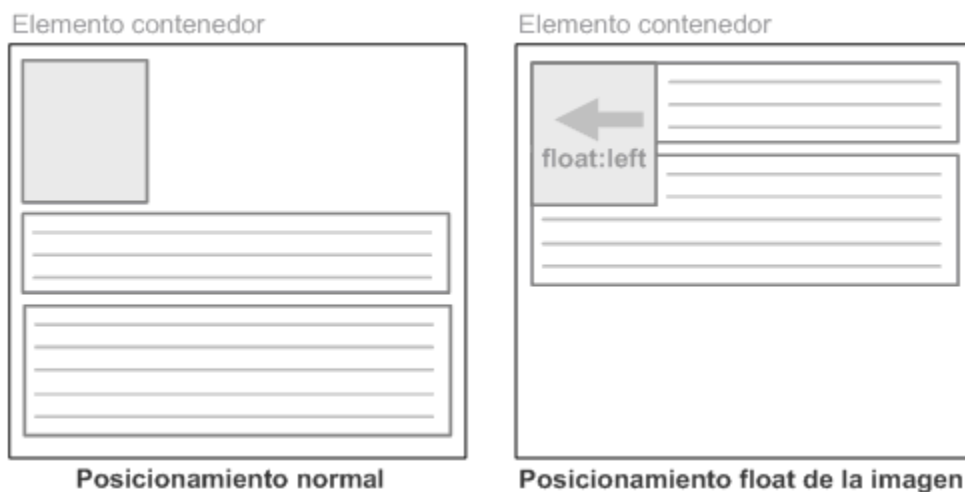 Elemento contenedor
Elemento contenedor
float:left
Posicionamiento normal
Posicionamiento float de la imagen